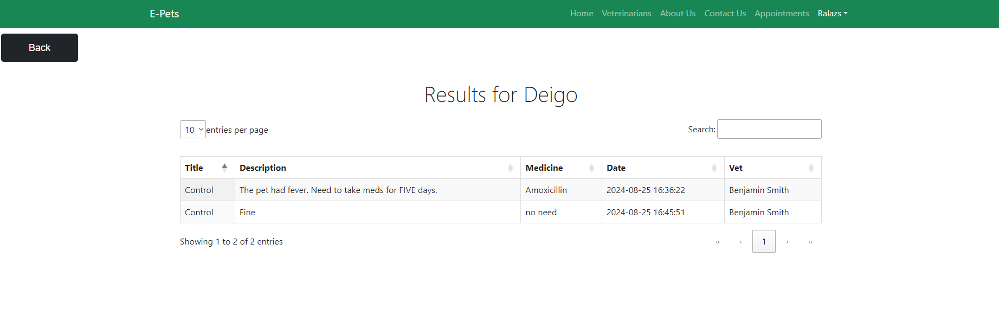 E-Pets Home Veterinarians About Us Contact Us Appointments Balazs
Back
Results for Deigo
10 entries per page Search:
Title Description Medicine Date Vet
Control The pet had fever. Need to take meds for FIVE days. Amoxicillin 2024-08-25 16:36:22 Benjamin Smith
Control Fine no need 2024-08-25 16:45:51 Benjamin Smith
Showing 1 to 2 of 2 entries « ‹ 1 › »